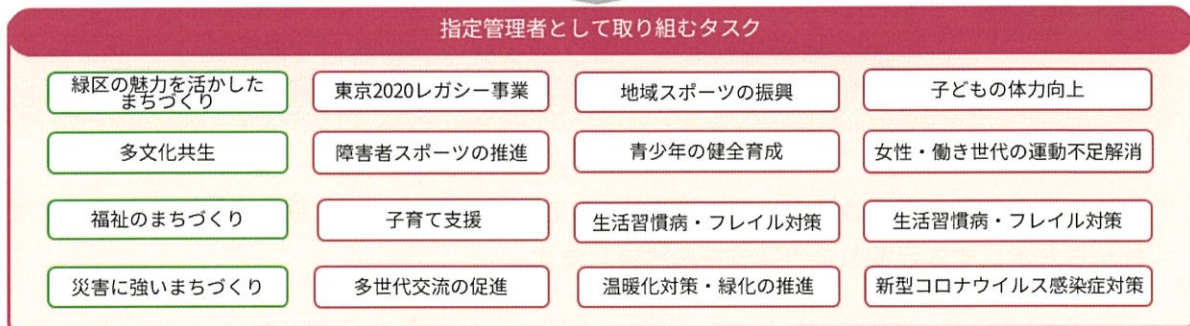 指定管理者として取り組むタスク
緑区の魅力を活かした
まちづくり
東京2020レガシー事業
地域スポーツの振興
子どもの体力向上
多文化共生
障害者スポーツの推進
青少年の健全育成
女性・働き世代の運動不足解消
福祉のまちづくり
子育て支援
生活習慣病・フレイル対策
生活習慣病・フレイル対策
災害に強いまちづくり
多世代交流の促進
温暖化対策・緑化の推進
新型コロナウイルス感染症対策